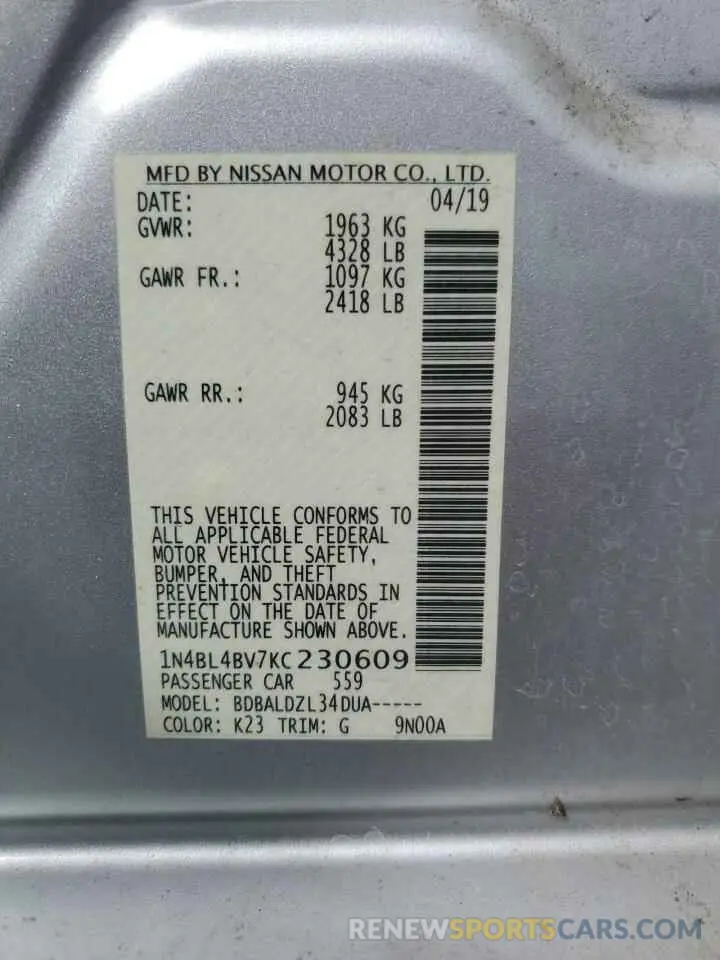 MFD BY NISSAN MOTOR CO., LTD.
DATE: 04/19
GVWR: 1963 KG
4328 LB
GAWR FR.: 1097 KG
2418 LB
GAWR RR.: 945 KG
2083 LB
THIS VEHICLE CONFORMS TO
ALL APPLICABLE FEDERAL
MOTOR VEHICLE SAFETY,
BUMPER, AND THEFT
PREVENTION STANDARDS IN
EFFECT ON THE DATE OF
MANUFACTURE SHOWN ABOVE.
1N4BL4BV7KC230609
PASSENGER CAR 559
MODEL: BDBALDZL34DUA-----
COLOR: K23 TRIM: G 9N00A
RENEWSPORTSCARS.COM